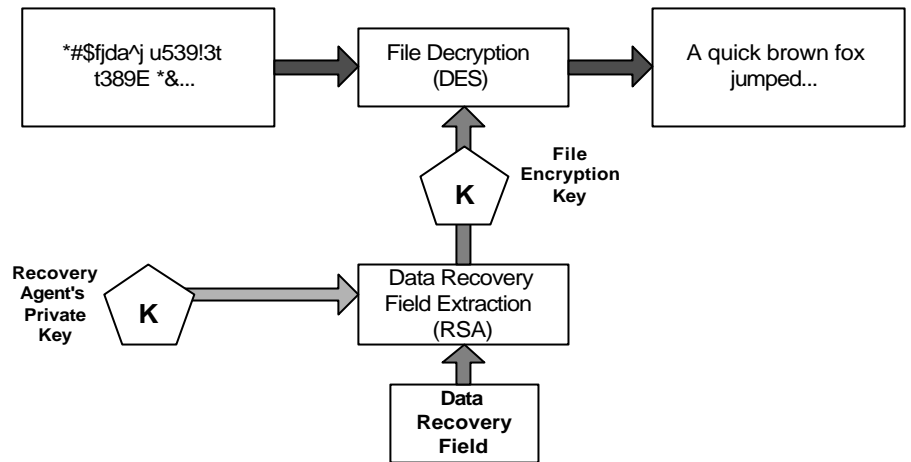 *#$fjda^j u539!3t
t389E *&...
File Decryption
(DES)
A quick brown fox
jumped...
File
Encryption
Key
K
Recovery
Agent's
Private
Key
K
Data Recovery
Field Extraction
(RSA)
Data
Recovery
Field